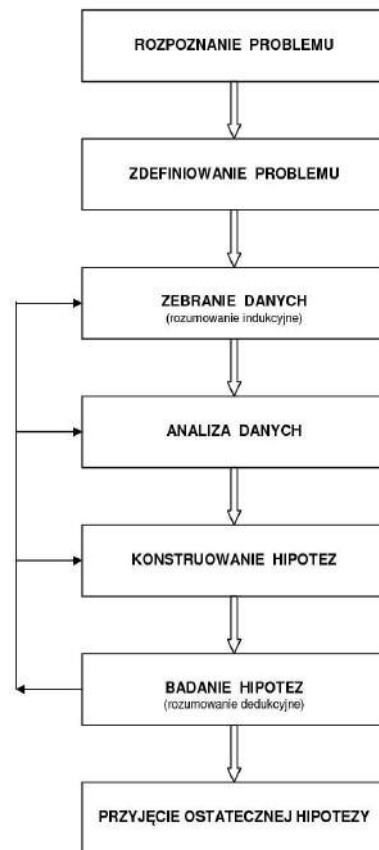 ROZPOZNANIE PROBLEMU
ZDEFINIOWANIE PROBLEMU
ZEBRANIE DANYCH
(rozumowanie indukcyjne)
ANALIZA DANYCH
KONSTRUOWANIE HIPOTEZ
BADANIE HIPOTEZ
(rozumowanie dedukcyjne)
PRZYJĘCIE OSTATECZNEJ HIPOTEZY